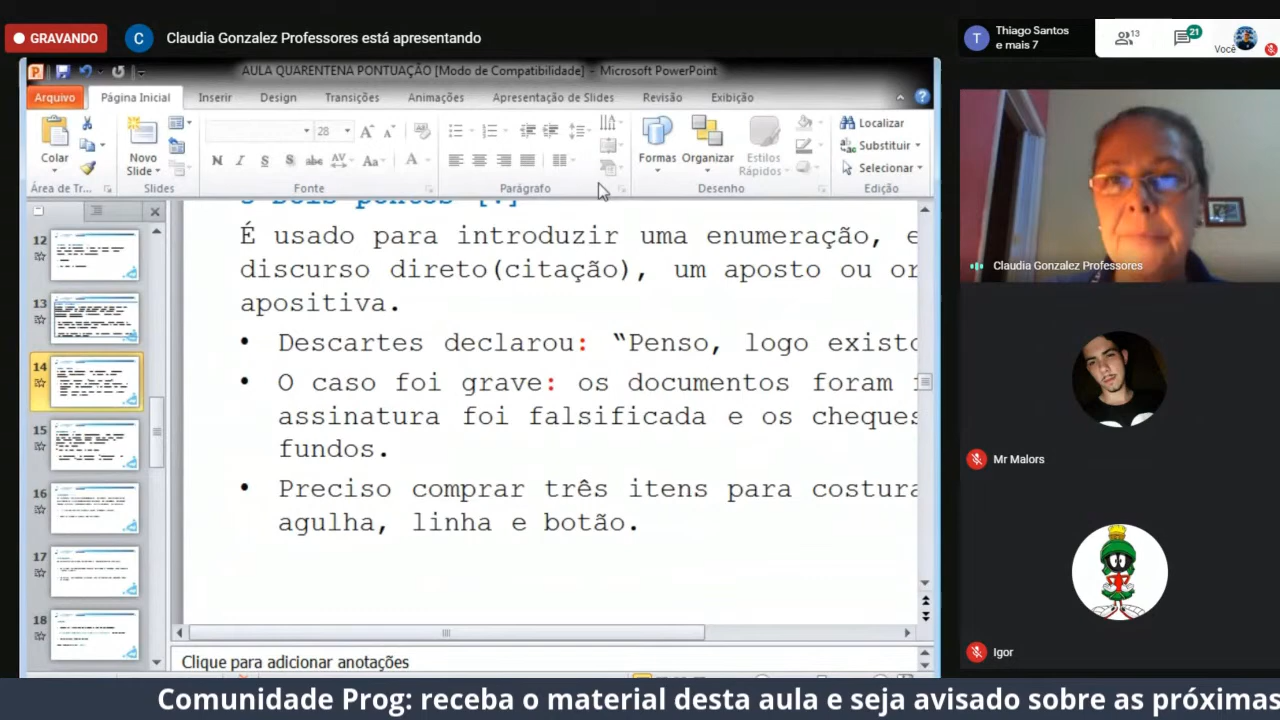 GRAVANDO
C
Claudia Gonzalez Professores está apresentando
T
Thiago Santos
e mais 7
13
21
Você
P
AULA QUARENTENA PONTUAÇÃO [Modo de Compatibilidade] - Microsoft PowerPoint
Arquivo
Página Inicial
Inserir
Design
Transições
Animações
Apresentação de Slides
Revisão
Exibição
28
Colar
Novo
Slide
N I S S abc AV Aa A
Formas
Organizar
Estilos
Rápidos
Localizar
Substituir
Selecionar
Área de Tr...
Slides
Fonte
Parágrafo
Desenho
Edição
12
13
14
15
16
17
18
É usado para introduzir uma enumeração, e
discurso direto(citação), um aposto ou or
apositiva.
• Descartes declarou: “Penso, logo existo
• O caso foi grave: os documentos foram
assinatura foi falsificada e os cheques
fundos.
• Preciso comprar três itens para costura
agulha, linha e botão.
Clique para adicionar anotações
Claudia Gonzalez Professores
Mr Malors
Igor
Comunidade Prog: receba o material desta aula e seja avisado sobre as próximas